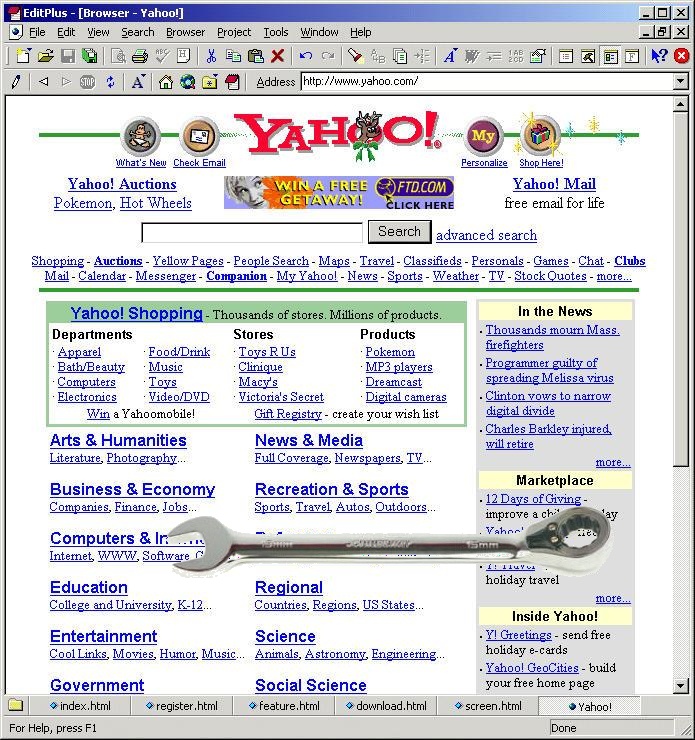 EditPlus - [Browser - Yahoo!]
File Edit View Search Browser Project Tools Window Help
Address http://www.yahoo.com/
YAHOO!
My
What's New Check Email Personalize Shop Here!
Yahoo! Auctions
Pokemon, Hot Wheels
WIN A FREE GETAWAY! FTD.COM CLICK HERE
Yahoo! Mail
free email for life
Search advanced search
Shopping - Auctions - Yellow Pages - People Search - Maps - Travel - Classifieds - Personals - Games - Chat - Clubs
Mail - Calendar - Messenger - Companion - My Yahoo! - News - Sports - Weather - TV - Stock Quotes - more...
Yahoo! Shopping - Thousands of stores. Millions of products.
Departments Stores Products
· Apparel · Food/Drink · Toys R Us · Pokemon
· Bath/Beauty · Music · Clinique · MP3 players
· Computers · Toys · Macy's · Dreamcast
· Electronics · Video/DVD · Victoria's Secret · Digital cameras
Win a Yahoomobile! Gift Registry - create your wish list
Arts & Humanities News & Media
Literature, Photography... Full Coverage, Newspapers, TV...
Business & Economy Recreation & Sports
Companies, Finance, Jobs... Sports, Travel, Autos, Outdoors...
Computers &
Internet, WWW, Software,
15mm 15mm
Education Regional
College and University, K-12... Countries, Regions, US States...
Entertainment Science
Cool Links, Movies, Humor, Music... Animals, Astronomy, Engineering...
Government Social Science
In the News
· Thousands mourn Mass. firefighters
· Programmer guilty of spreading Melissa virus
· Clinton vows to narrow digital divide
· Charles Barkley injured, will retire
more...
Marketplace
· 12 Days of Giving -
improve a day
· Yahoo! free
· Y! Travel
holiday travel
more...
Inside Yahoo!
· Y! Greetings - send free
holiday e-cards
· Yahoo! GeoCities - build
your free home page
index.html register.html feature.html download.html screen.html Yahoo!
For Help, press F1 Done